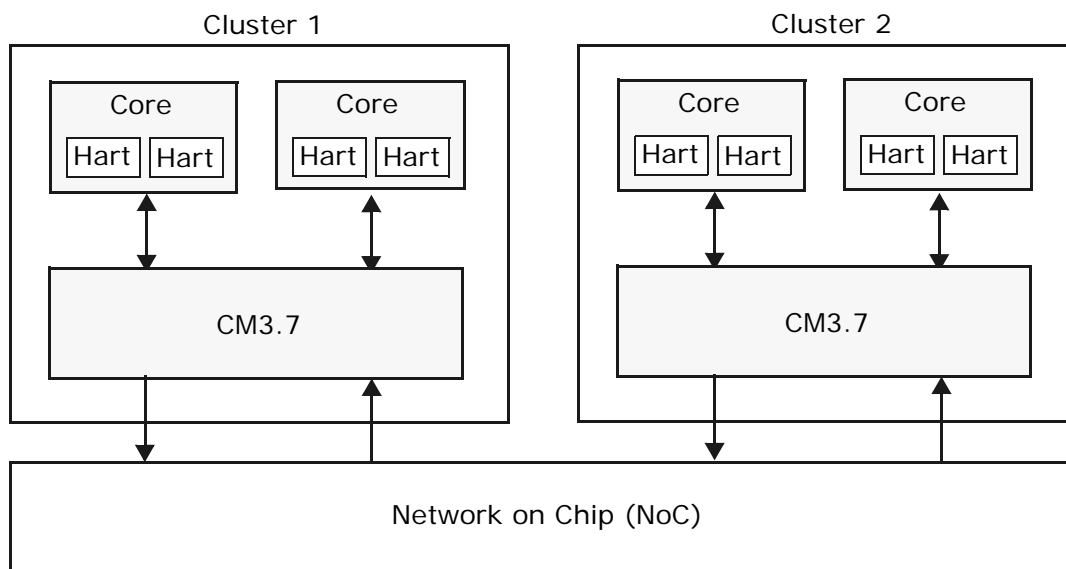 Cluster 1
Cluster 2
Core
Core
Core
Core
Hart Hart
Hart Hart
Hart Hart
Hart Hart
CM3.7
CM3.7
Network on Chip (NoC)